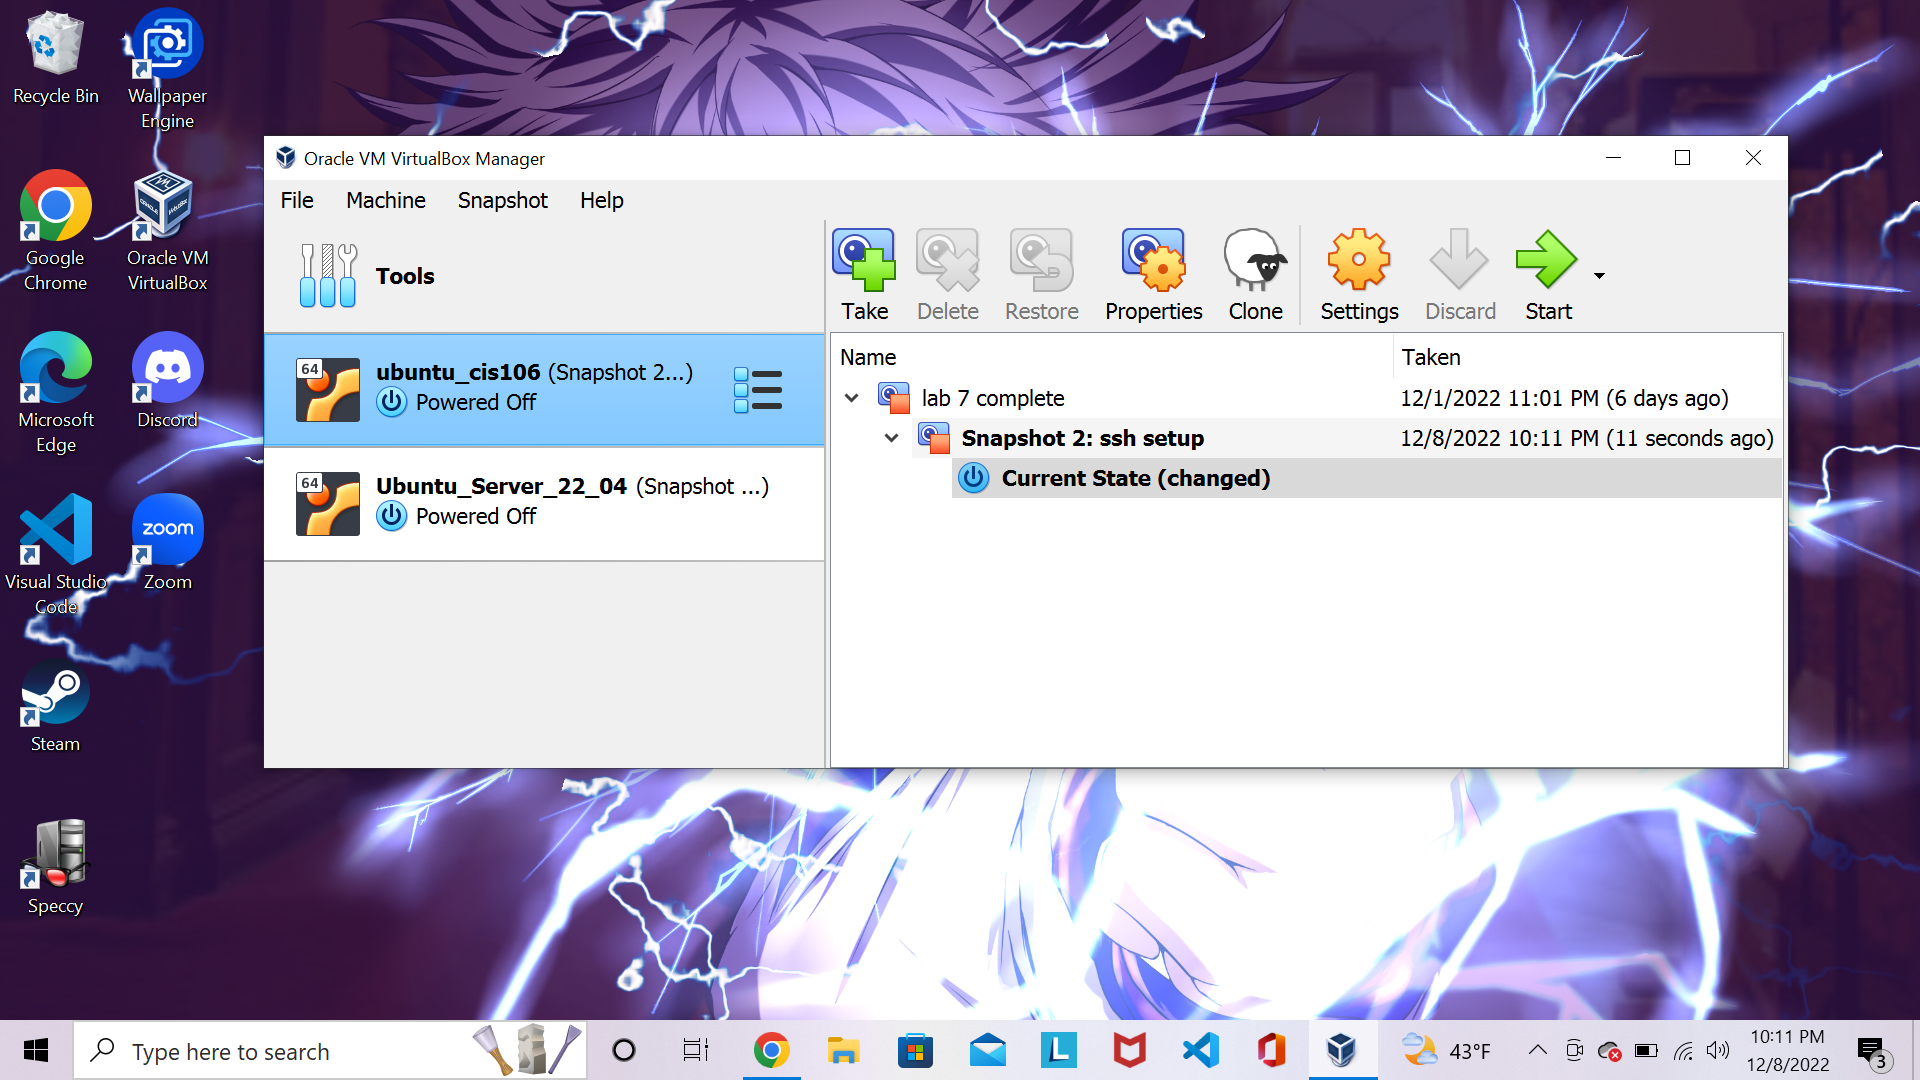 Recycle Bin
Wallpaper
Engine
Google
Chrome
Oracle VM
VirtualBox
Microsoft
Edge
Discord
Visual Studio
Code
zoom
Zoom
Steam
Speccy
Oracle VM VirtualBox Manager
File Machine Snapshot Help
Tools
64
ubuntu_cis106 (Snapshot 2...)
Powered Off
64
Ubuntu_Server_22_04 (Snapshot ...)
Powered Off
Take Delete Restore Properties Clone Settings Discard Start
Name Taken
lab 7 complete 12/1/2022 11:01 PM (6 days ago)
Snapshot 2: ssh setup 12/8/2022 10:11 PM (11 seconds ago)
Current State (changed)
Type here to search
L
43°F
10:11 PM
12/8/2022
3